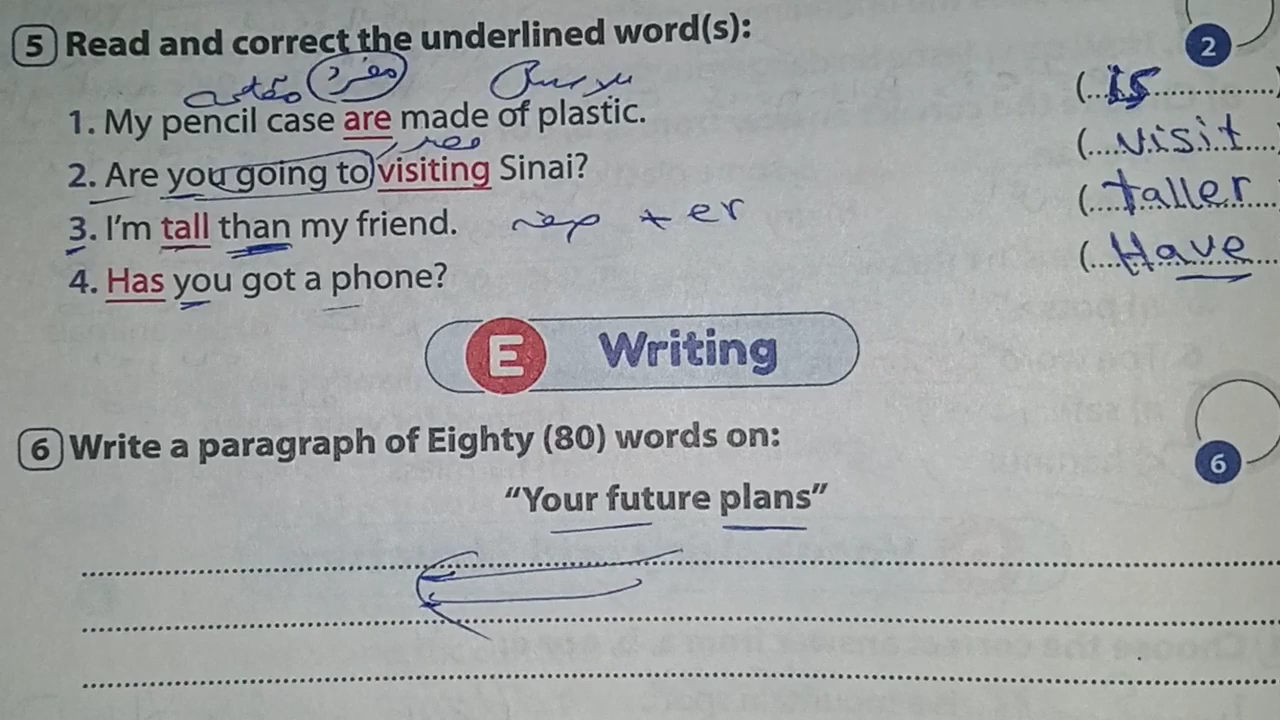 5 Read and correct the underlined word(s):
2
مفرد
1. My pencil case are made of plastic. (...is...)
مصدر
2. Are you going to visiting Sinai? (...visit...)
3. I'm tall than my friend. + er (...taller...)
4. Has you got a phone? (...Have...)
E Writing
6 Write a paragraph of Eighty (80) words on:
6
"Your future plans"